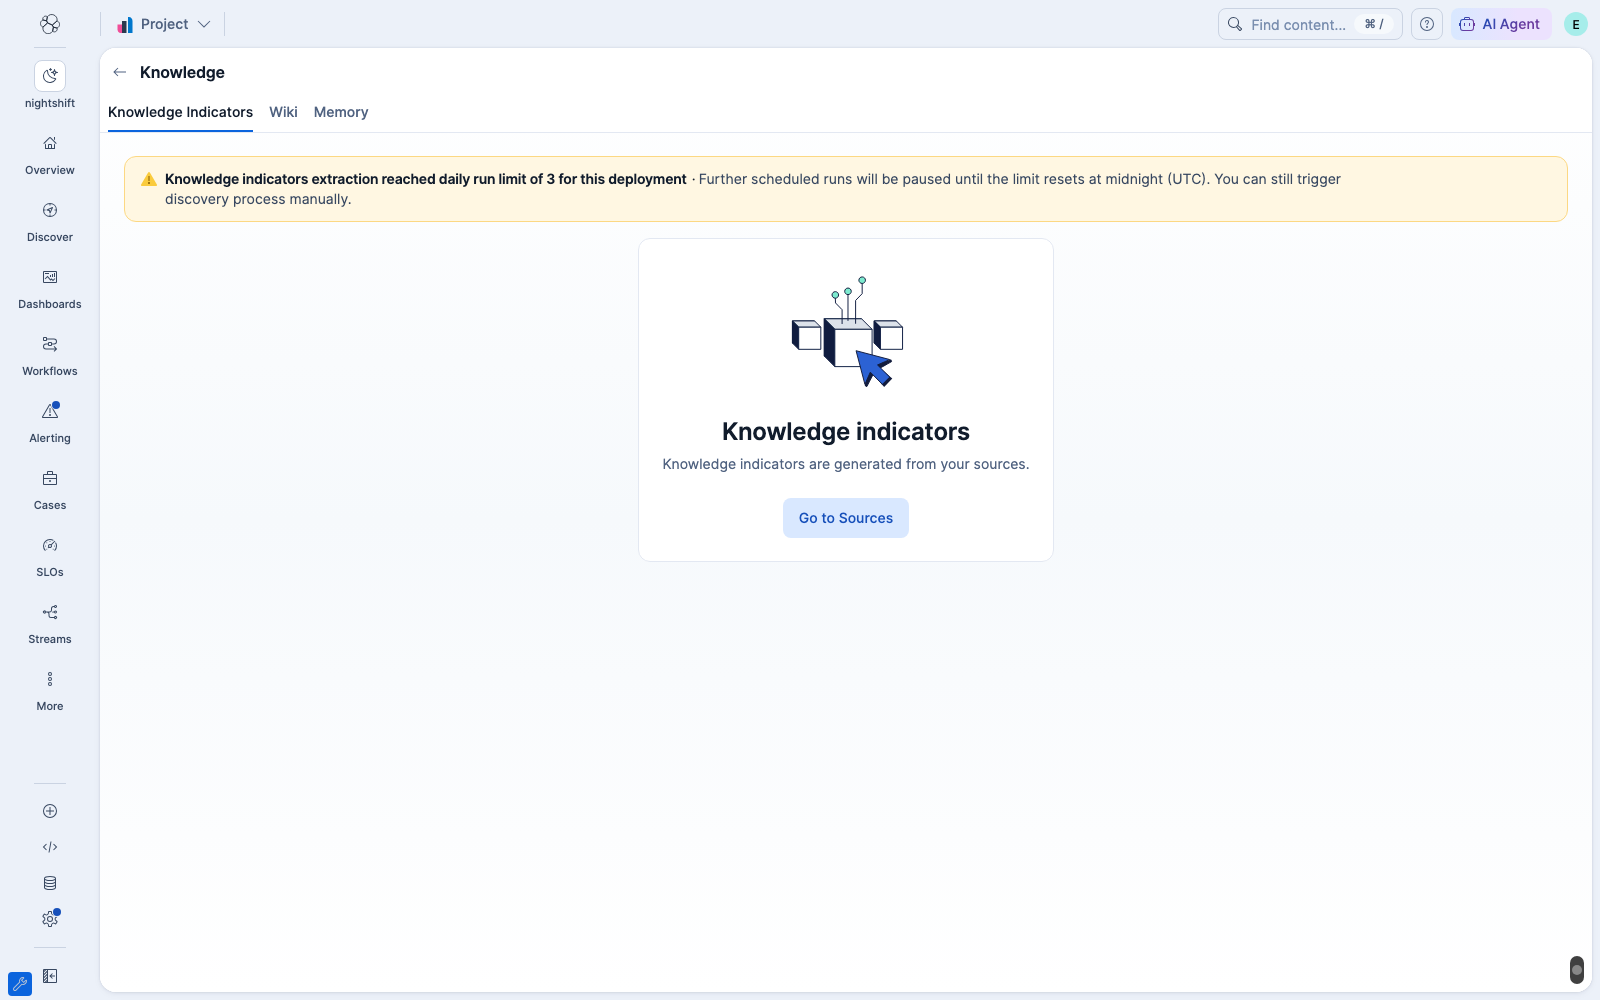 Project
Find content...
⌘ /
AI Agent
E
nightshift
Overview
Discover
Dashboards
Workflows
Alerting
Cases
SLOs
Streams
More
Knowledge
Knowledge Indicators
Wiki
Memory
Knowledge indicators extraction reached daily run limit of 3 for this deployment · Further scheduled runs will be paused until the limit resets at midnight (UTC). You can still trigger
discovery process manually.
Knowledge indicators
Knowledge indicators are generated from your sources.
Go to Sources